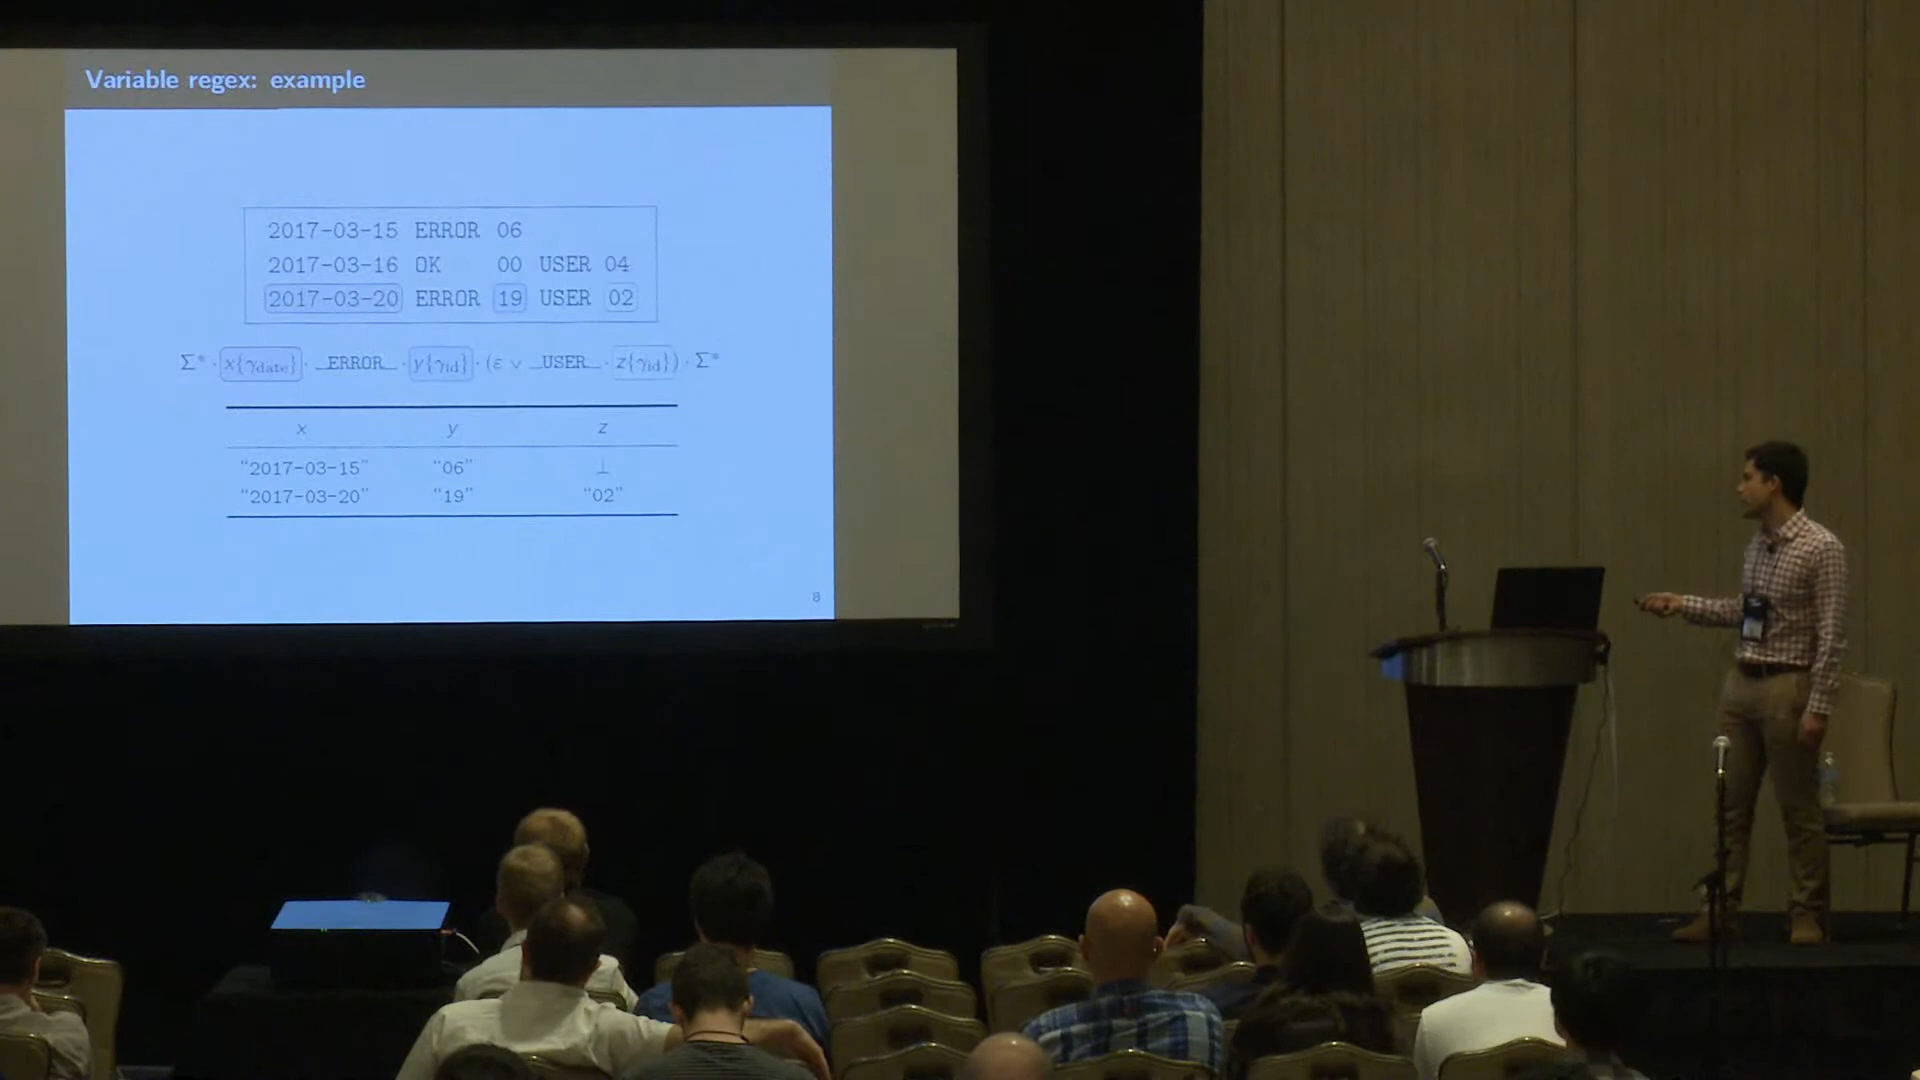 Variable regex: example
2017-03-15 ERROR 06
2017-03-16 OK 00 USER 04
2017-03-20 ERROR 19 USER 02
Σ* · x{γdate} · ␣ERROR␣ · y{γid} · (ε ∨ ␣USER␣ · z{γid}) · Σ*
x y z
“2017-03-15” “06” ⊥
“2017-03-20” “19” “02”
8